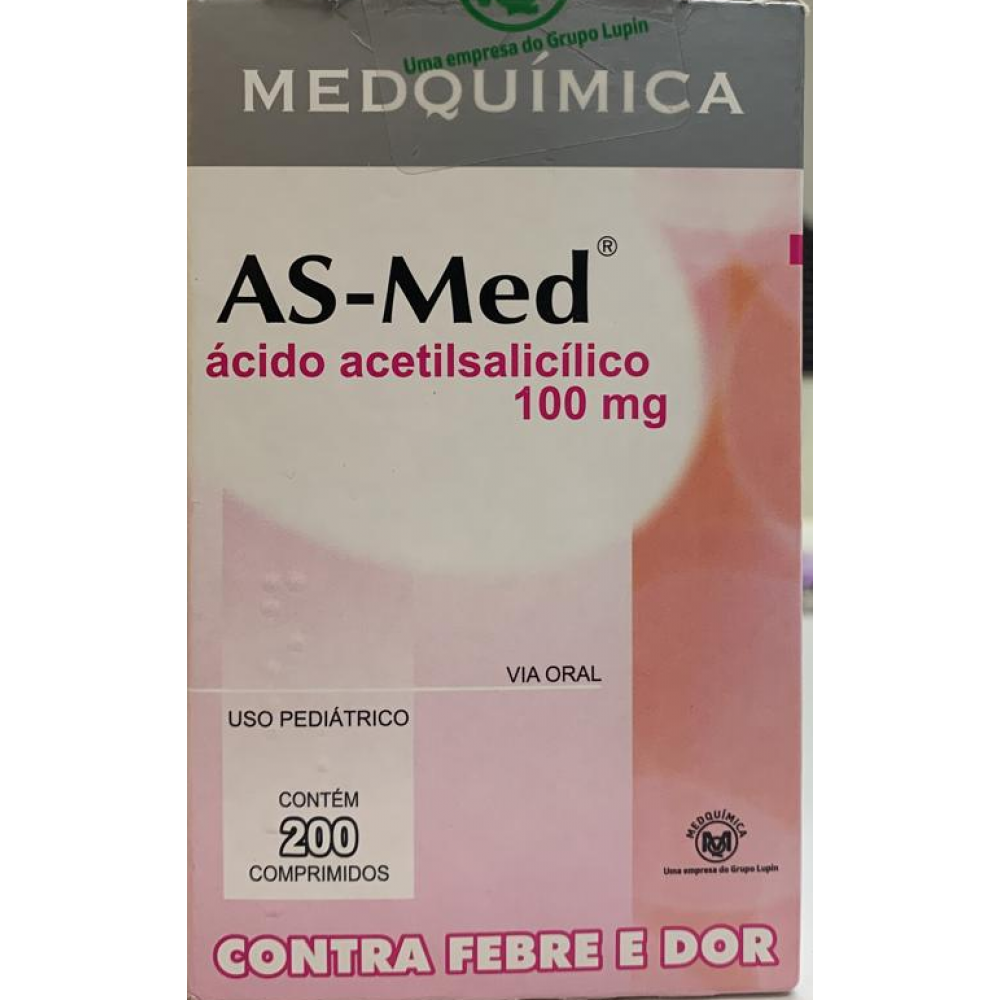 Uma empresa do Grupo Lupin
MEDQUÍMICA
AS-Med®
ácido acetilsalicílico
100 mg
VIA ORAL
USO PEDIÁTRICO
CONTÉM
200
COMPRIMIDOS
MEDQUÍMICA
MQ
Uma empresa do Grupo Lupin
CONTRA FEBRE E DOR